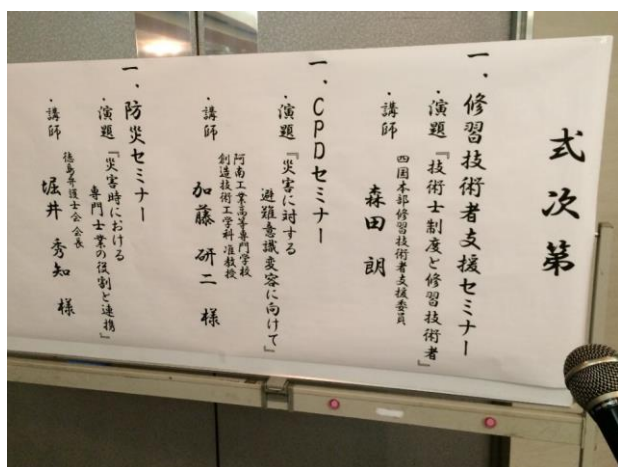 式次第
一、修習技術者支援セミナー
・演題『技術士制度と修習技術者』
四国本部修習技術者支援委員
・講師 森田 朗
一、CPDセミナー
・演題『災害に対する
避難意識変容に向けて』
阿南工業高等専門学校
創造技術工学科 准教授
・講師 加藤 研二 様
一、防災セミナー
・演題『災害時における
専門士業の役割と連携』
徳島弁護士会 会長
・講師 堀井 秀知 様